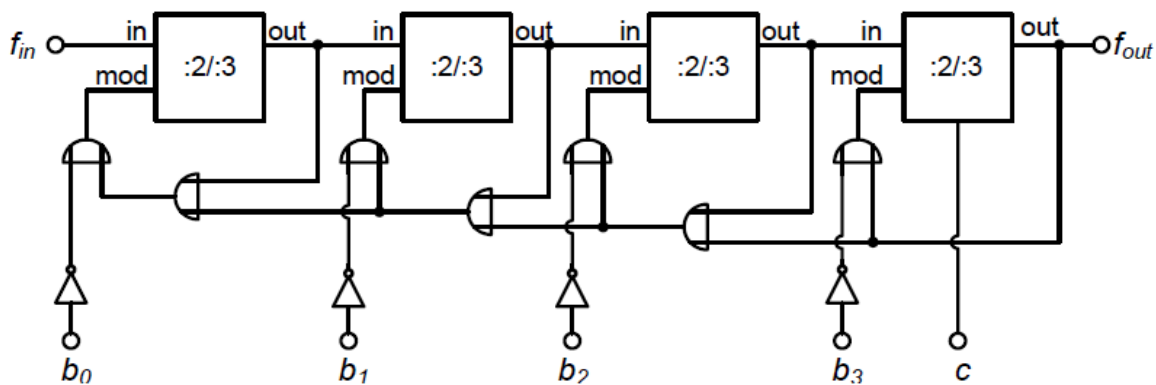 in out in out in out in out
f_in :2/:3 :2/:3 :2/:3 :2/:3 f_out
mod mod mod mod
b_0 b_1 b_2 b_3 c